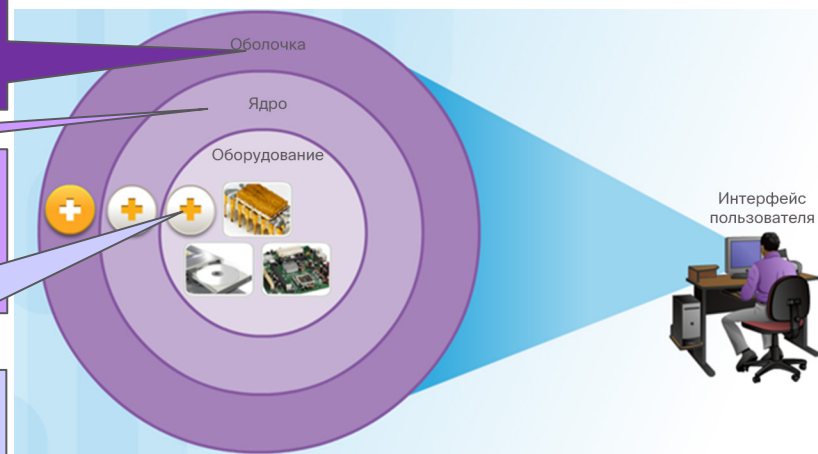 Оболочка
Ядро
Оборудование
Интерфейс
пользователя